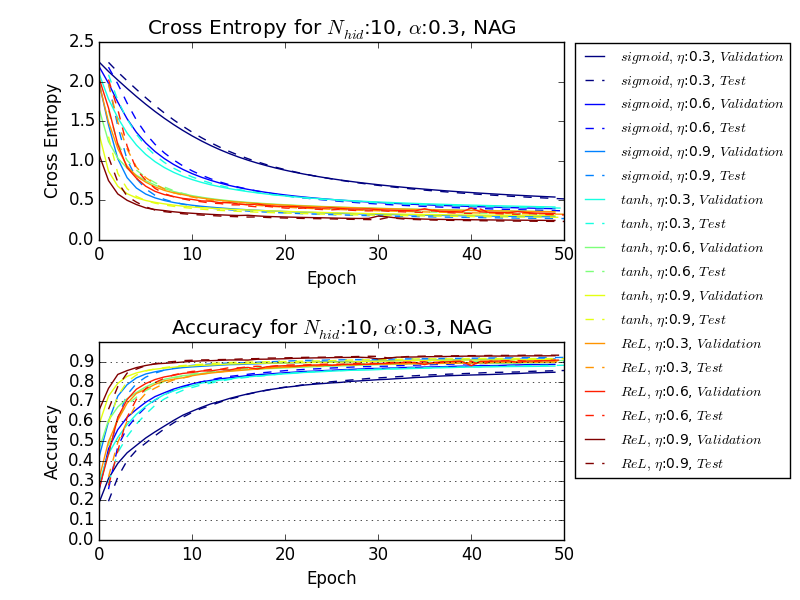 Cross Entropy for N_hid:10, α:0.3, NAG
2.5
2.0
1.5
1.0
0.5
0.0
Cross Entropy
0 10 20 30 40 50
Epoch
Accuracy for N_hid:10, α:0.3, NAG
0.9
0.8
0.7
0.6
0.5
0.4
0.3
0.2
0.1
0.0
Accuracy
0 10 20 30 40 50
Epoch
sigmoid, η:0.3, Validation
sigmoid, η:0.3, Test
sigmoid, η:0.6, Validation
sigmoid, η:0.6, Test
sigmoid, η:0.9, Validation
sigmoid, η:0.9, Test
tanh, η:0.3, Validation
tanh, η:0.3, Test
tanh, η:0.6, Validation
tanh, η:0.6, Test
tanh, η:0.9, Validation
tanh, η:0.9, Test
ReL, η:0.3, Validation
ReL, η:0.3, Test
ReL, η:0.6, Validation
ReL, η:0.6, Test
ReL, η:0.9, Validation
ReL, η:0.9, Test